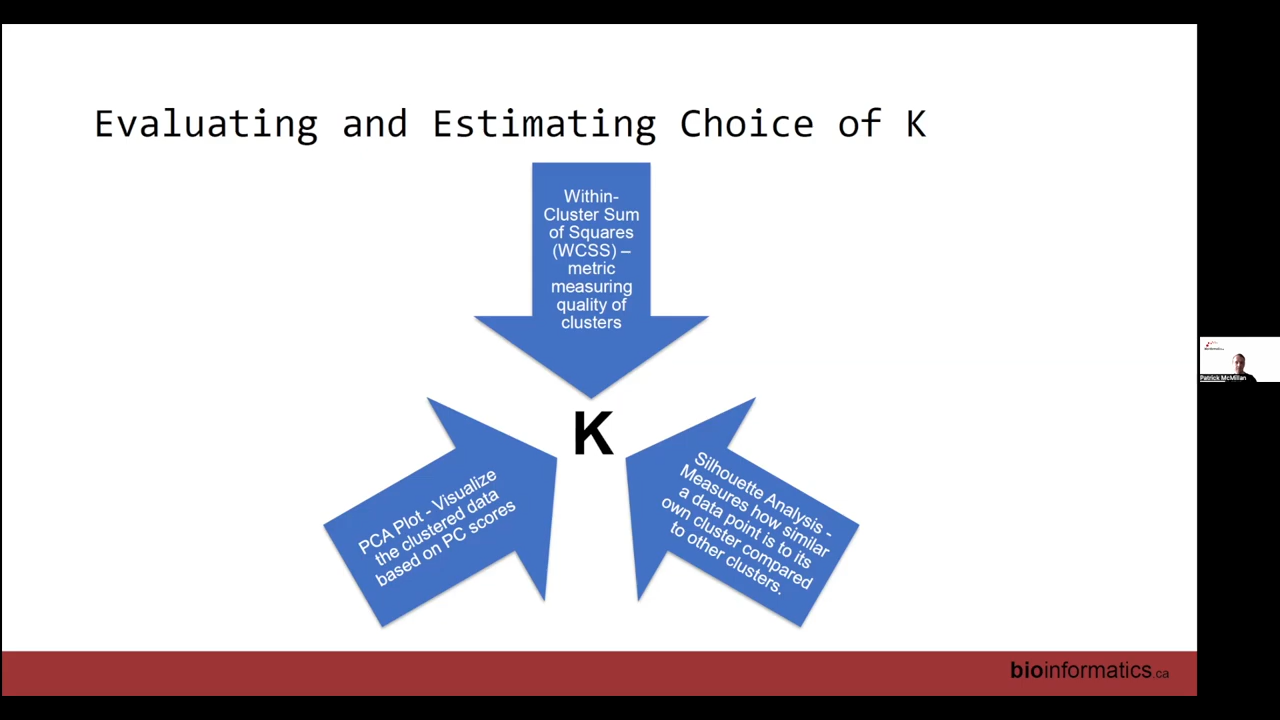 Evaluating and Estimating Choice of K
Within-
Cluster Sum
of Squares
(WCSS) –
metric
measuring
quality of
clusters
K
PCA Plot - Visualize
the clustered data
based on PC scores
Silhouette Analysis -
Measures how similar
a data point is to its
own cluster compared
to other clusters.
Patrick McMillan
bioinformatics.ca